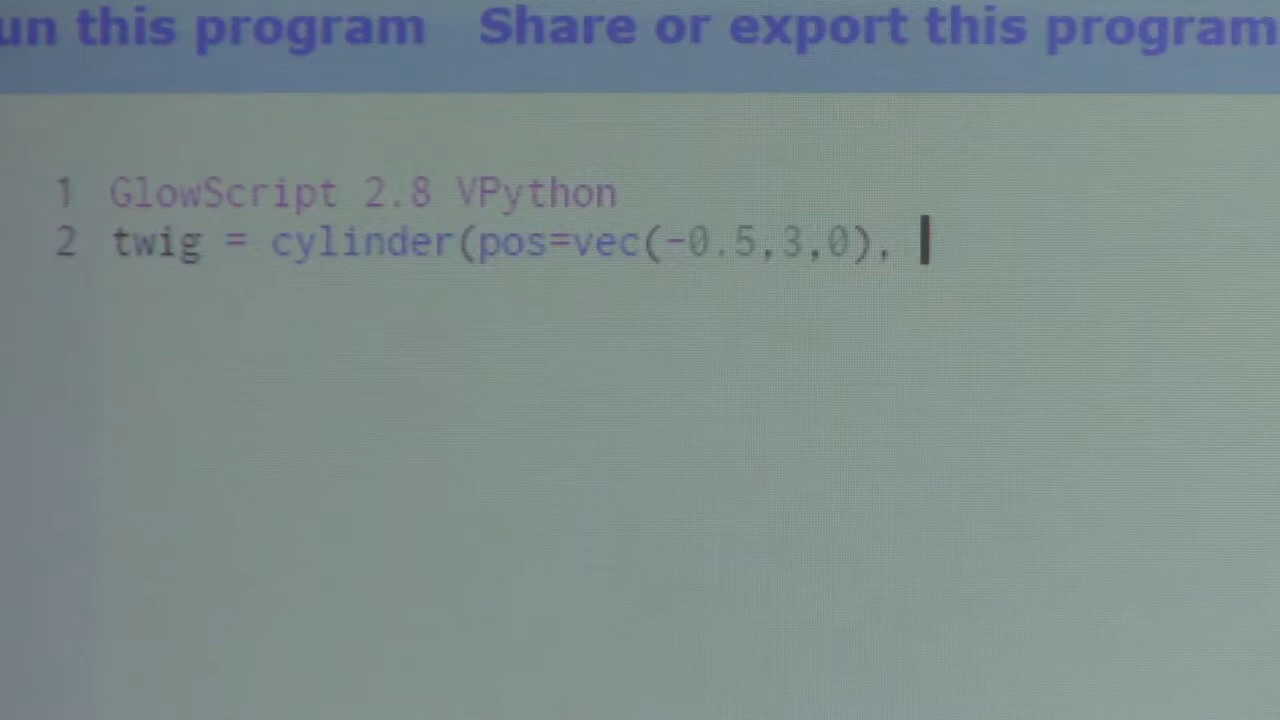 un this program Share or export this program
1 GlowScript 2.8 VPython
2 twig = cylinder(pos=vec(-0.5,3,0),